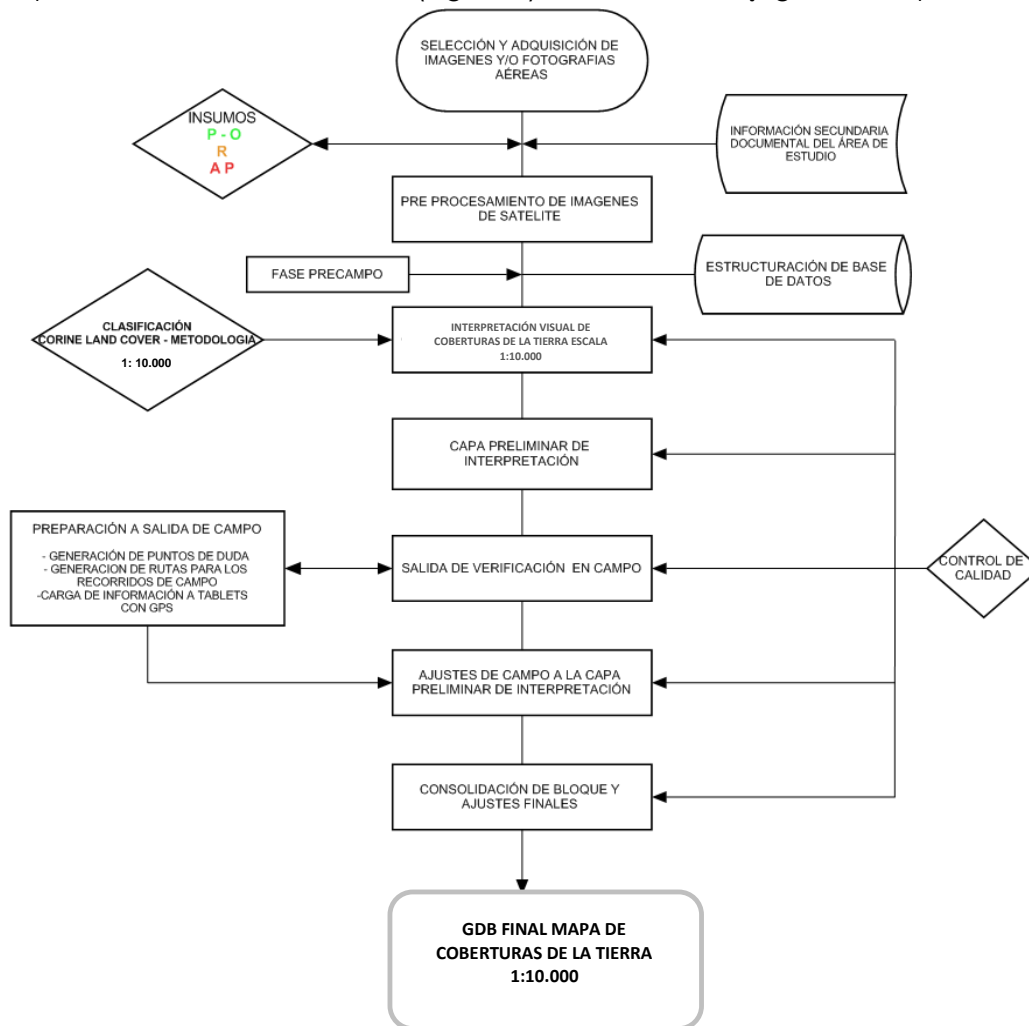 SELECCIÓN Y ADQUISICIÓN DE
IMAGENES Y/O FOTOGRAFIAS
AÉREAS
INSUMOS
P - O
R
A P
INFORMACIÓN SECUNDARIA
DOCUMENTAL DEL ÁREA DE
ESTUDIO
PRE PROCESAMIENTO DE IMAGENES
DE SATELITE
FASE PRECAMPO
ESTRUCTURACIÓN DE BASE
DE DATOS
CLASIFICACIÓN
CORINE LAND COVER - METODOLOGIA
1: 10.000
INTERPRETACIÓN VISUAL DE
COBERTURAS DE LA TIERRA ESCALA
1:10.000
CAPA PRELIMINAR DE
INTERPRETACIÓN
PREPARACIÓN A SALIDA DE CAMPO
- GENERACIÓN DE PUNTOS DE DUDA
- GENERACION DE RUTAS PARA LOS
RECORRIDOS DE CAMPO
-CARGA DE INFORMACIÓN A TABLETS
CON GPS
SALIDA DE VERIFICACIÓN EN CAMPO
CONTROL DE
CALIDAD
AJUSTES DE CAMPO A LA CAPA
PRELIMINAR DE INTERPRETACIÓN
CONSOLIDACIÓN DE BLOQUE Y
AJUSTES FINALES
GDB FINAL MAPA DE
COBERTURAS DE LA TIERRA
1:10.000